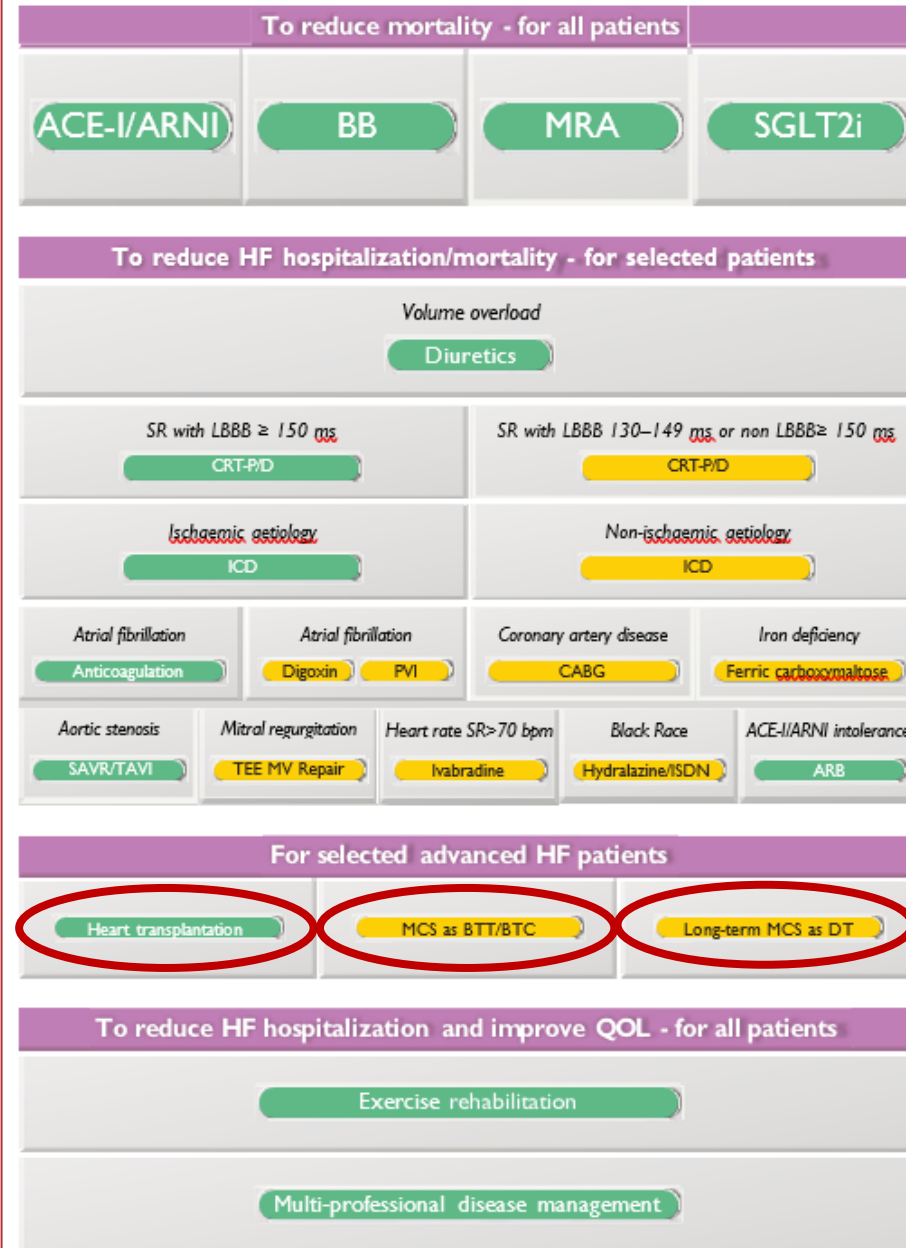 To reduce mortality - for all patients
ACE-I/ARNI BB MRA SGLT2i
To reduce HF hospitalization/mortality - for selected patients
Volume overload
Diuretics
SR with LBBB ≥ 150 ms SR with LBBB 130–149 ms or non LBBB≥ 150 ms
CRT-P/D CRT-P/D
Ischaemic aetiology Non-ischaemic aetiology
ICD ICD
Atrial fibrillation Atrial fibrillation Coronary artery disease Iron deficiency
Anticoagulation Digoxin PVI CABG Ferric carboxymaltose
Aortic stenosis Mitral regurgitation Heart rate SR>70 bpm Black Race ACE-I/ARNI intolerance
SAVR/TAVI TEE MV Repair Ivabradine Hydralazine/ISDN ARB
For selected advanced HF patients
Heart transplantation MCS as BTT/BTC Long-term MCS as DT
To reduce HF hospitalization and improve QOL - for all patients
Exercise rehabilitation
Multi-professional disease management